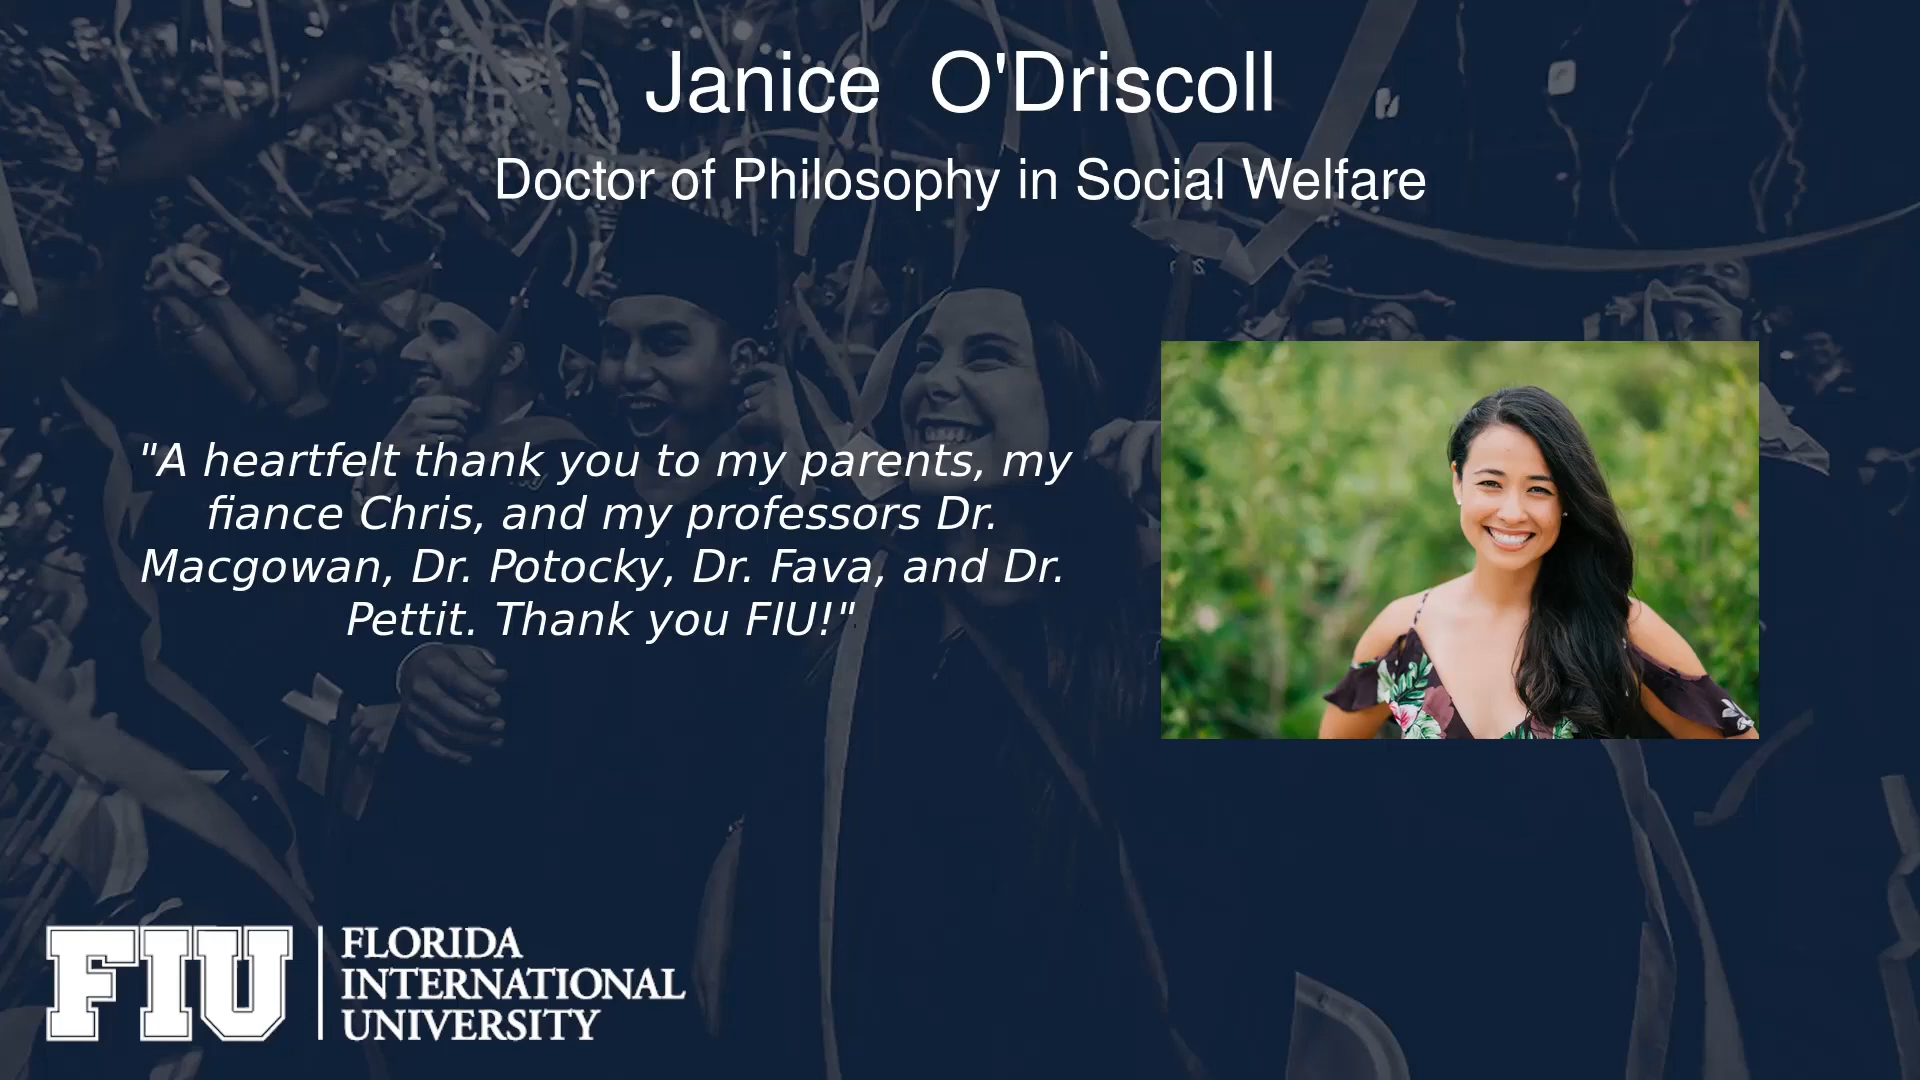 Janice  O'Driscoll
Doctor of Philosophy in Social Welfare
"A heartfelt thank you to my parents, my
fiance Chris, and my professors Dr.
Macgowan, Dr. Potocky, Dr. Fava, and Dr.
Pettit. Thank you FIU!"
FIU
FLORIDA
INTERNATIONAL
UNIVERSITY